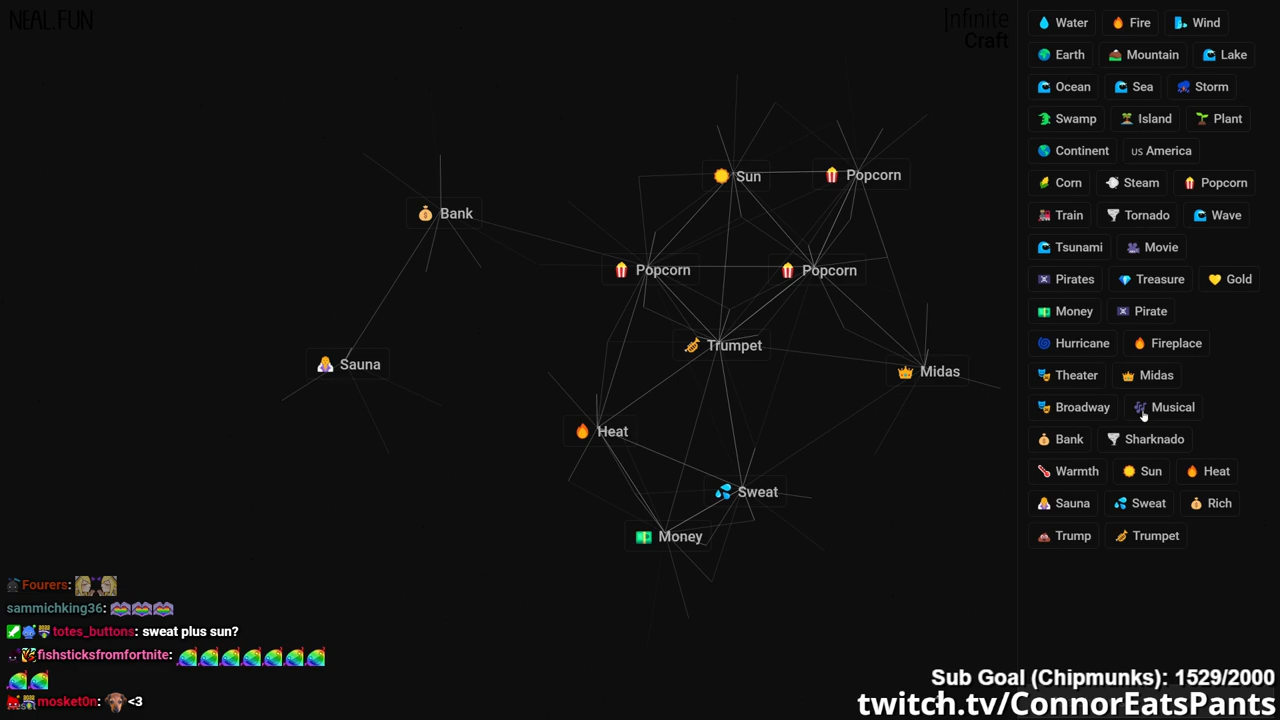 NEAL.FUN
Infinite
Craft
Sun
Popcorn
Bank
Popcorn
Popcorn
Trumpet
Sauna
Midas
Heat
Sweat
Money
Water
Fire
Wind
Earth
Mountain
Lake
Ocean
Sea
Storm
Swamp
Island
Plant
Continent
US America
Corn
Steam
Popcorn
Train
Tornado
Wave
Tsunami
Movie
Pirates
Treasure
Gold
Money
Pirate
Hurricane
Fireplace
Theater
Midas
Broadway
Musical
Bank
Sharknado
Warmth
Sun
Heat
Sauna
Sweat
Rich
Trump
Trumpet
Fourers:
sammichking36:
totes_buttons: sweat plus sun?
fishsticksfromfortnite:
mosket0n: <3
Sub Goal (Chipmunks): 1529/2000
twitch.tv/ConnorEatsPants